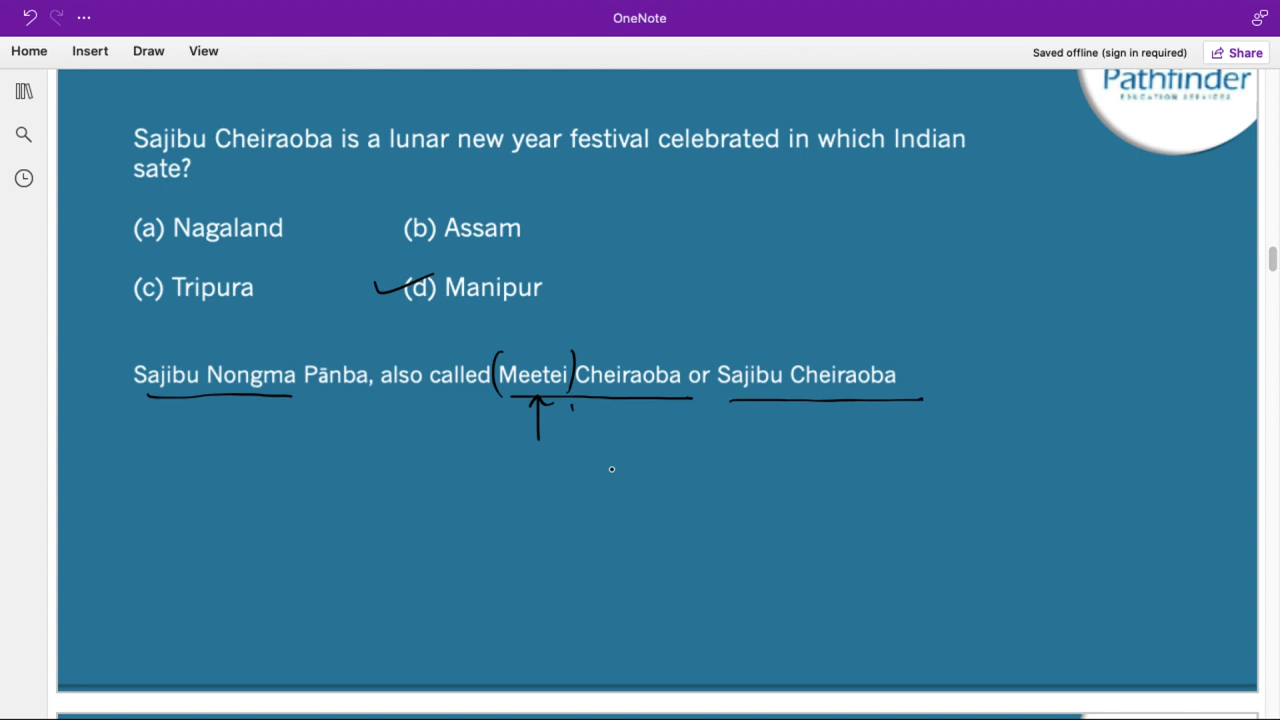 OneNote
Home Insert Draw View
Saved offline (sign in required) Share
Pathfinder
EDUCATION SERVICES
Sajibu Cheiraoba is a lunar new year festival celebrated in which Indian
sate?
(a) Nagaland (b) Assam
(c) Tripura (d) Manipur
Sajibu Nongma Pānba, also called (Meetei) Cheiraoba or Sajibu Cheiraoba